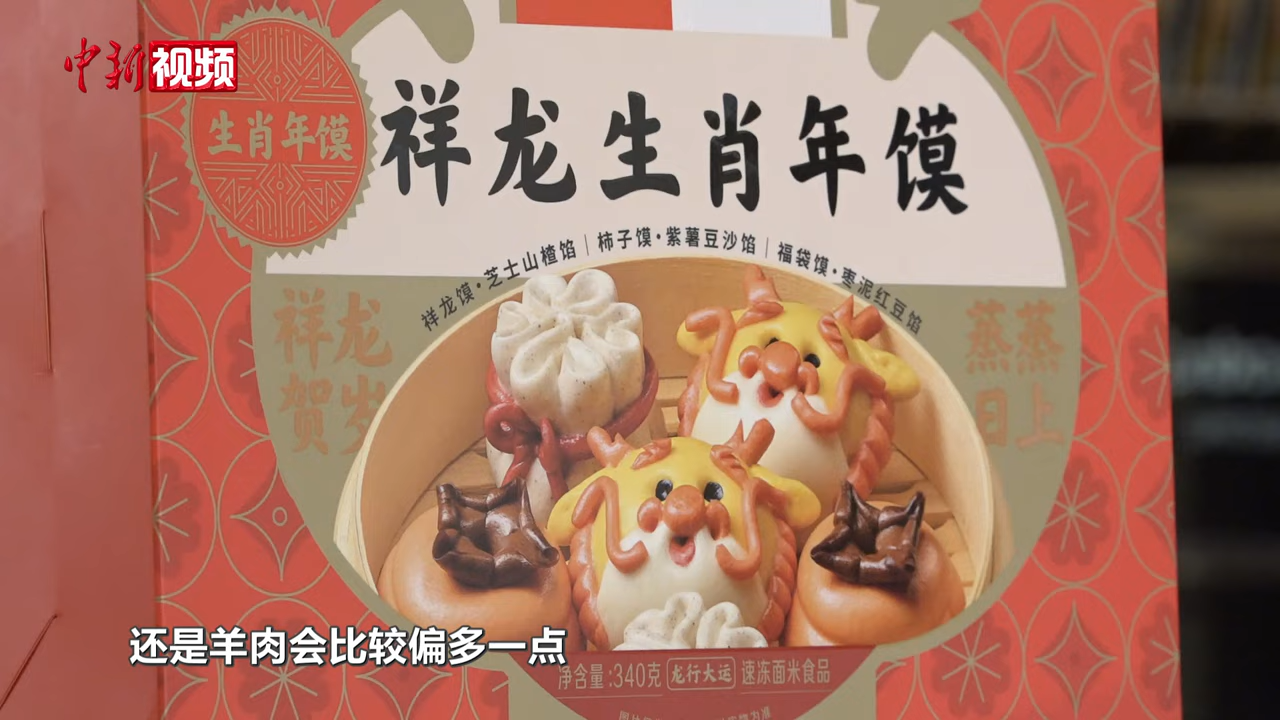 中新视频
生肖年馍
祥龙生肖年馍
祥龙馍·芝士山楂馅｜柿子馍·紫薯豆沙馅｜福袋馍·枣泥红豆馅
祥龙
贺岁
蒸蒸
日上
还是羊肉会比较偏多一点
净含量:340克 龙行大运 速冻面米食品